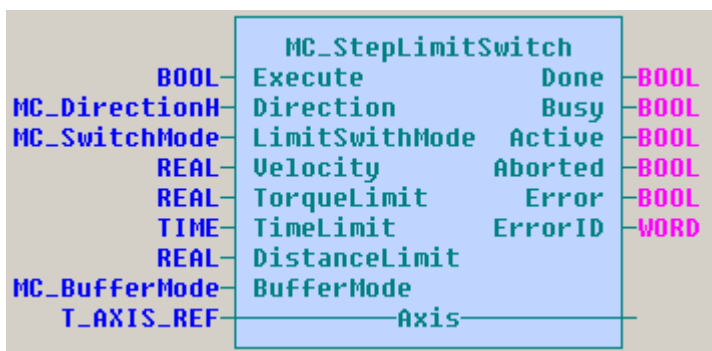 MC_StepLimitSwitch
BOOL Execute Done BOOL
MC_DirectionH Direction Busy BOOL
MC_SwitchMode LimitSwithMode Active BOOL
REAL Velocity Aborted BOOL
REAL TorqueLimit Error BOOL
TIME TimeLimit ErrorID WORD
REAL DistanceLimit
MC_BufferMode BufferMode
T_AXIS_REF Axis